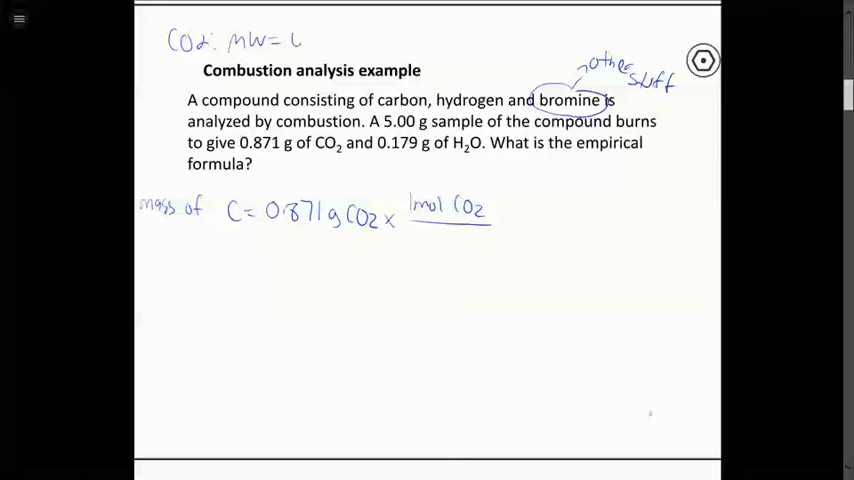 CO2: MW= C
Combustion analysis example
other stuff
A compound consisting of carbon, hydrogen and bromine is
analyzed by combustion. A 5.00 g sample of the compound burns
to give 0.871 g of CO₂ and 0.179 g of H₂O. What is the empirical
formula?
mass of C = 0.871 g CO2 x 1mol CO2